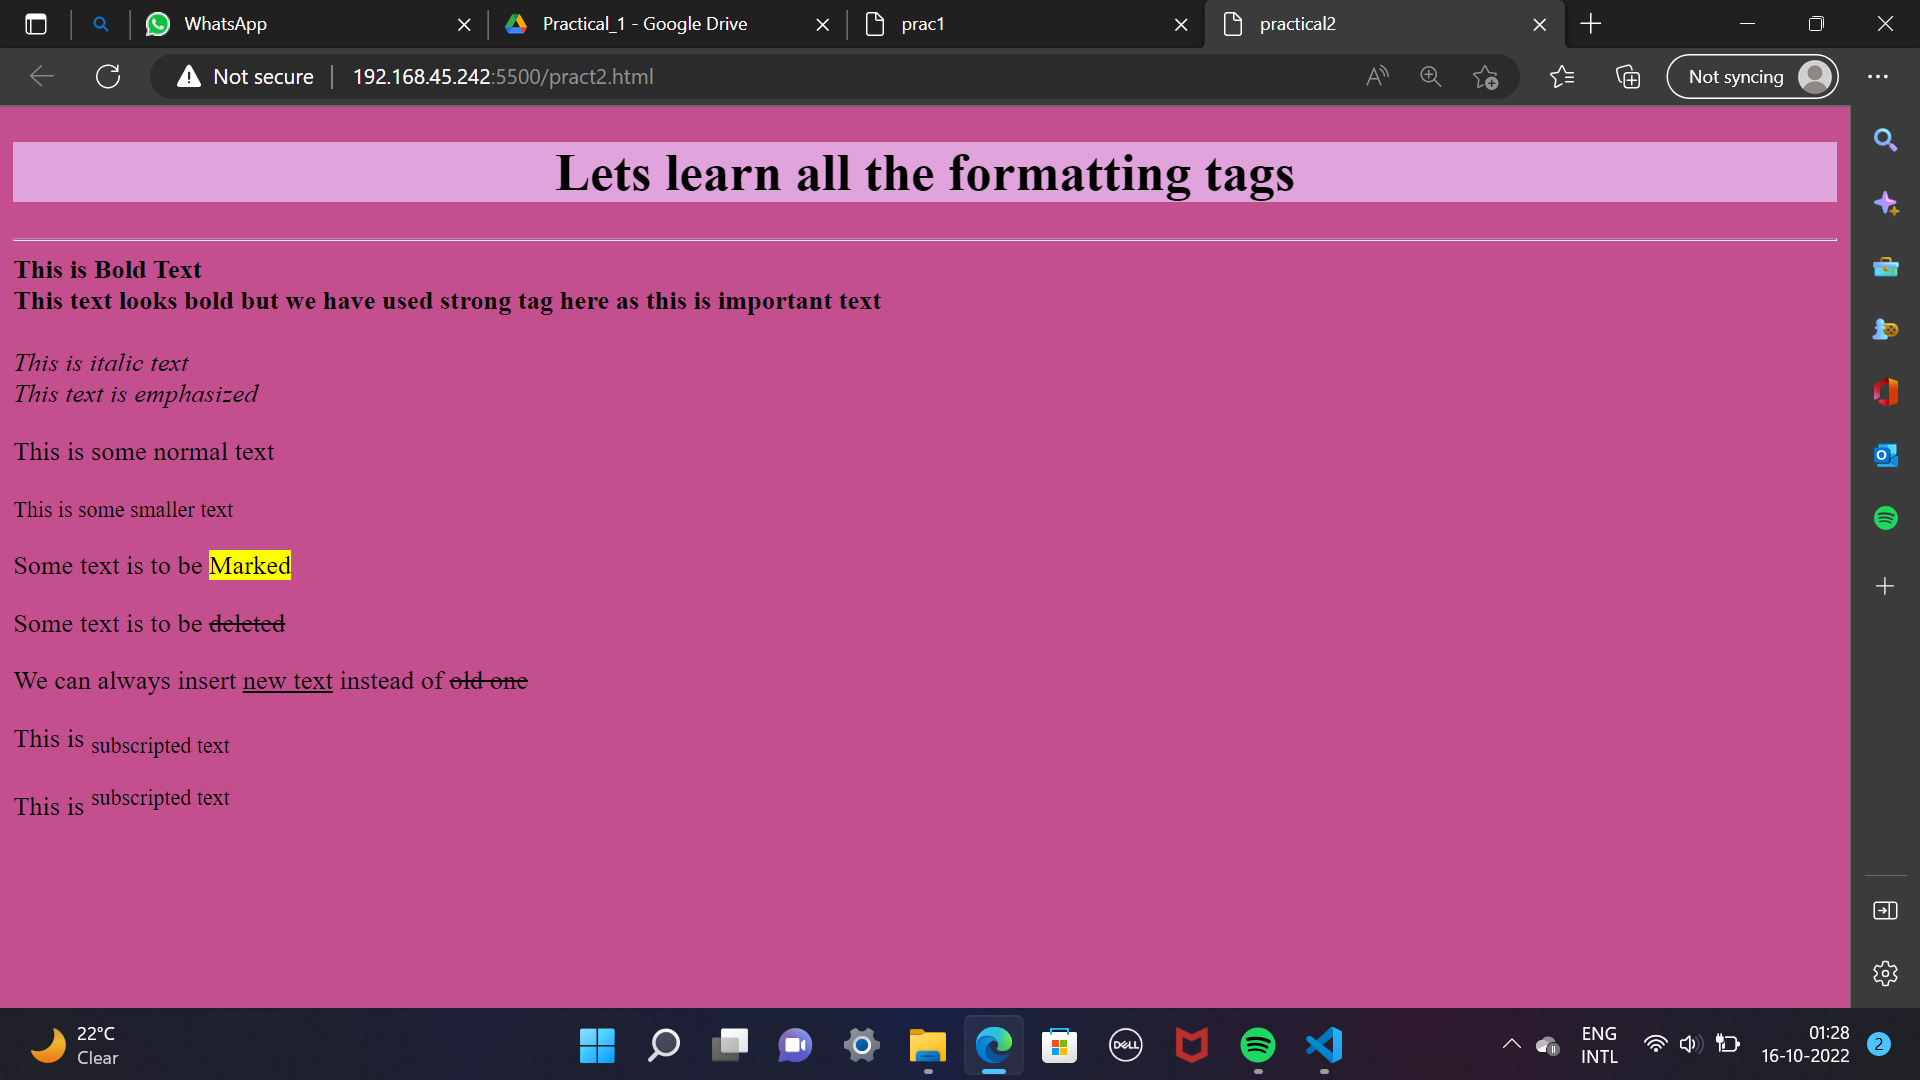 WhatsApp
Practical_1 - Google Drive
prac1
practical2
Not secure
192.168.45.242:5500/pract2.html
Not syncing
Lets learn all the formatting tags
This is Bold Text
This text looks bold but we have used strong tag here as this is important text
This is italic text
This text is emphasized
This is some normal text
This is some smaller text
Some text is to be Marked
Some text is to be deleted
We can always insert new text instead of old one
This is subscripted text
This is subscripted text
22°C
Clear
DELL
ENG
INTL
01:28
16-10-2022
2